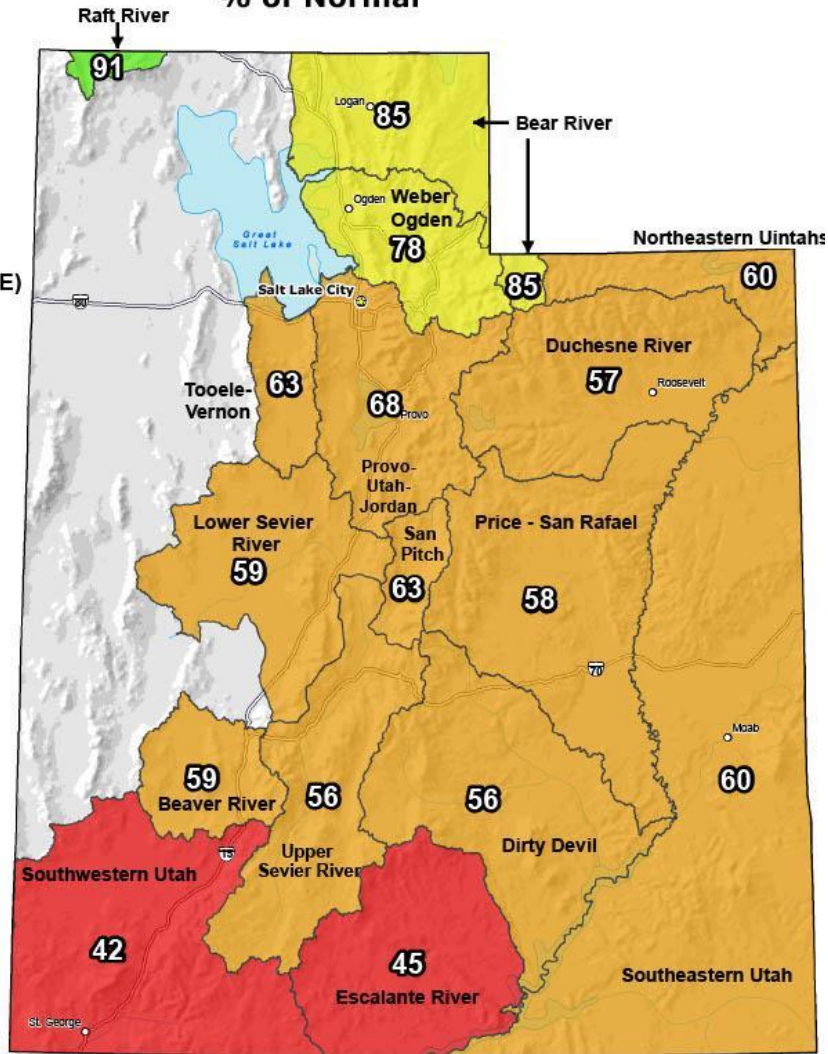 % of Normal
Raft River
91
Logan
85
Bear River
Ogden
Weber
Ogden
78
Great
Salt Lake
Northeastern Uintahs
60
E)
80
Salt Lake City
85
Duchesne River
57
Roosevelt
Tooele-
Vernon
63
68
Provo
Provo-
Utah-
Jordan
Lower Sevier
River
59
San
Pitch
63
Price - San Rafael
58
70
Moab
60
59
Beaver River
56
56
Upper
Sevier River
Dirty Devil
15
Southwestern Utah
42
45
Escalante River
Southeastern Utah
St. George